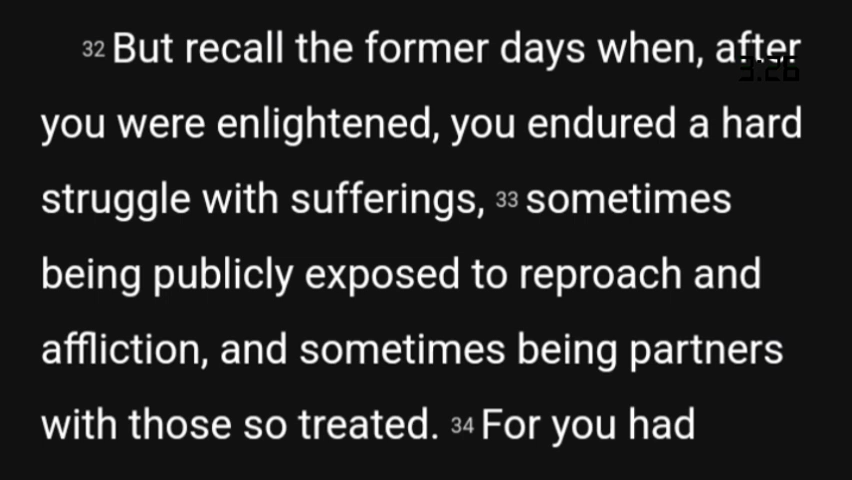 32 But recall the former days when, after
3:26
you were enlightened, you endured a hard
struggle with sufferings, 33 sometimes
being publicly exposed to reproach and
affliction, and sometimes being partners
with those so treated. 34 For you had